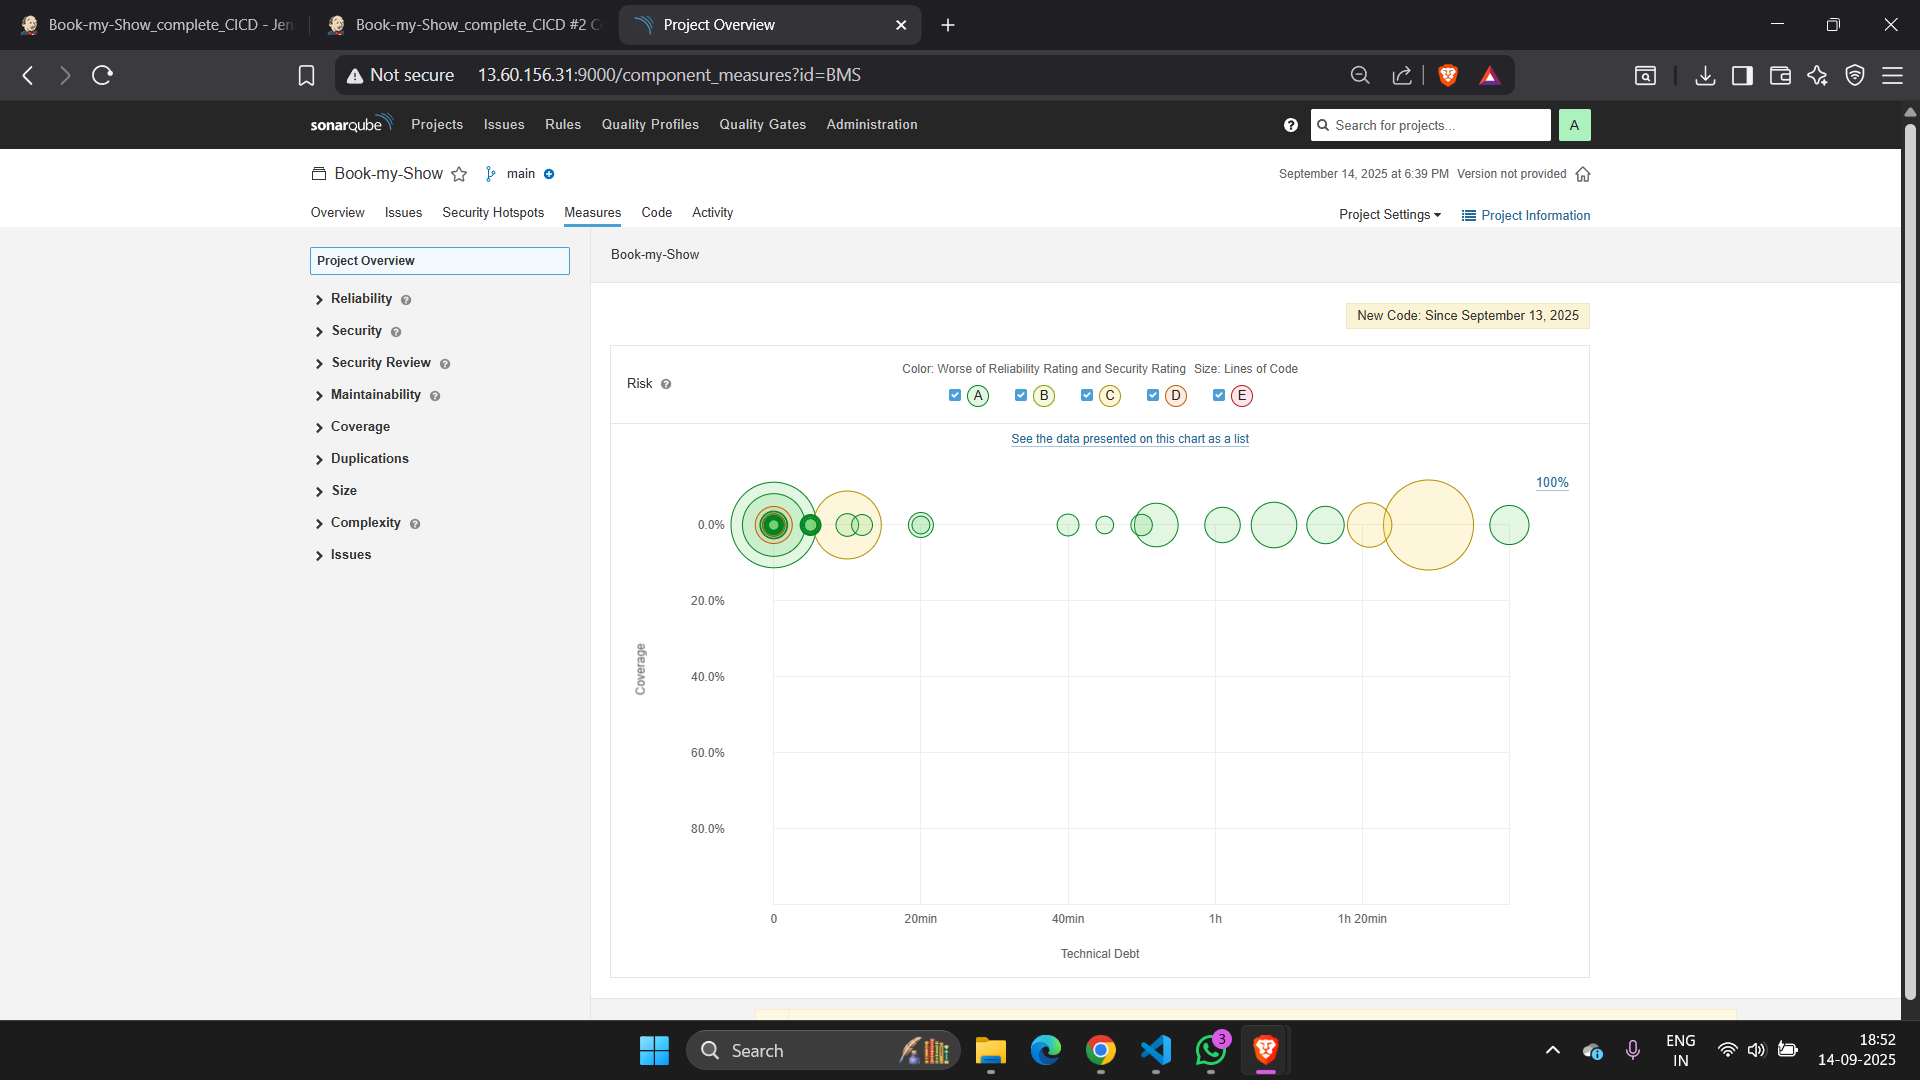 Book-my-Show_complete_CICD - Jen
Book-my-Show_complete_CICD #2 C
Project Overview
Not secure 13.60.156.31:9000/component_measures?id=BMS
sonarqube Projects Issues Rules Quality Profiles Quality Gates Administration
Search for projects... A
Book-my-Show main
September 14, 2025 at 6:39 PM Version not provided
Overview Issues Security Hotspots Measures Code Activity
Project Settings Project Information
Project Overview
Reliability
Security
Security Review
Maintainability
Coverage
Duplications
Size
Complexity
Issues
Book-my-Show
New Code: Since September 13, 2025
Risk
Color: Worse of Reliability Rating and Security Rating Size: Lines of Code
A B C D E
See the data presented on this chart as a list
100%
0.0%
20.0%
40.0%
60.0%
80.0%
Coverage
0 20min 40min 1h 1h 20min
Technical Debt
Search
3
ENG
IN
18:52
14-09-2025